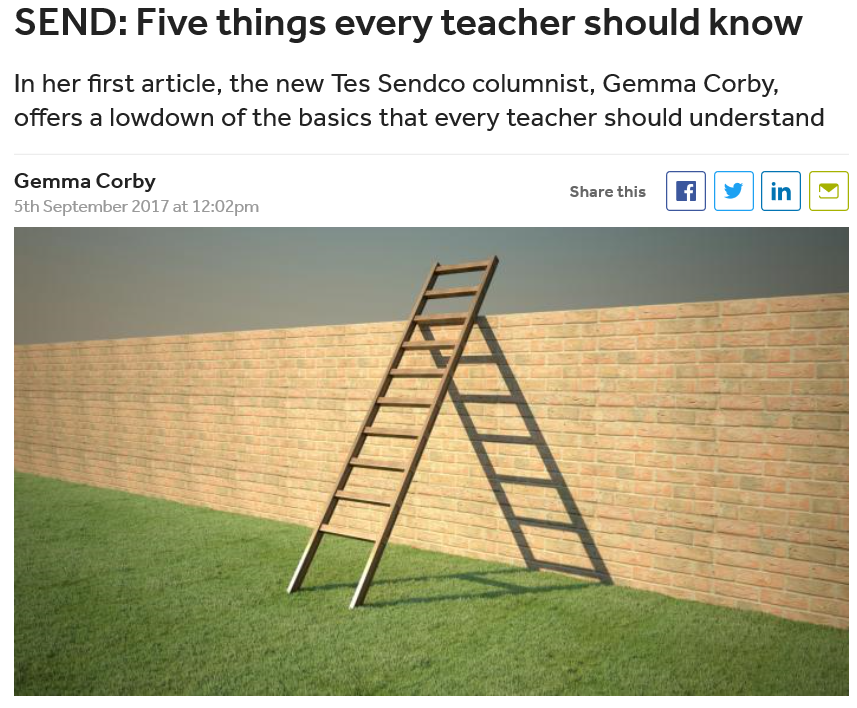 SEND: Five things every teacher should know
In her first article, the new Tes Sendco columnist, Gemma Corby,
offers a lowdown of the basics that every teacher should understand
Gemma Corby
5th September 2017 at 12:02pm
Share this
in